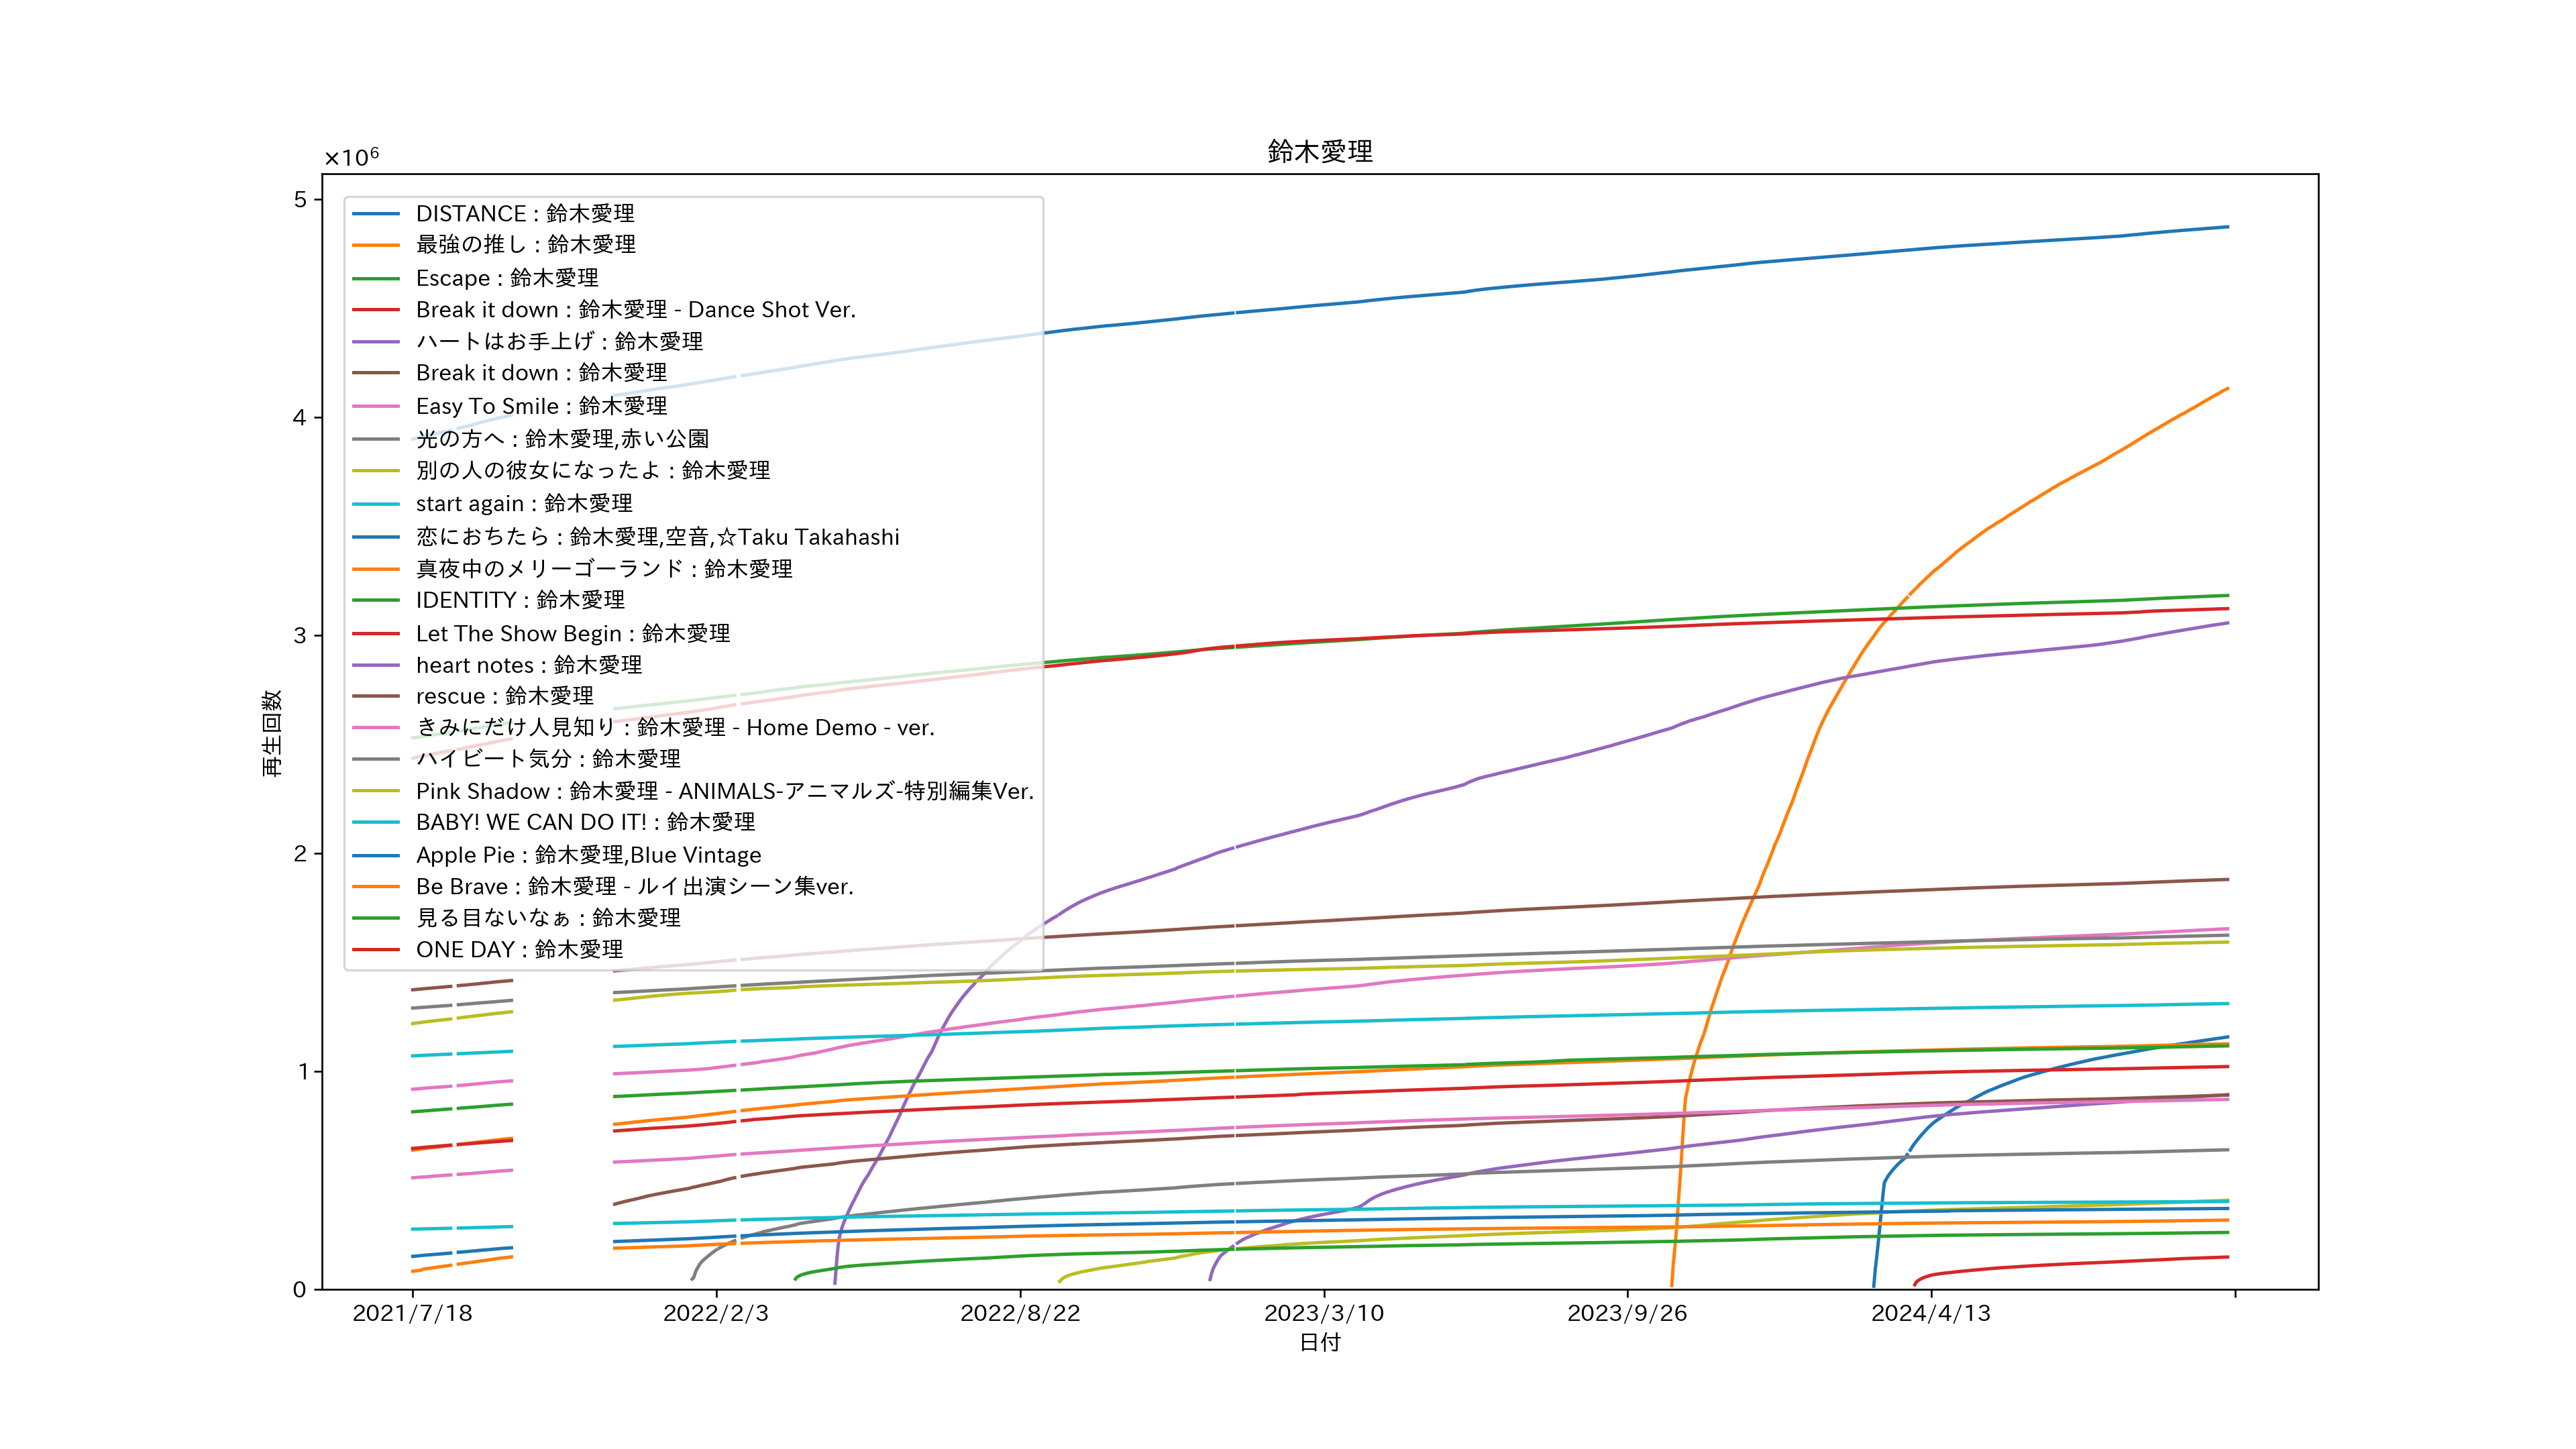 鈴木愛理
×10⁶
5
4
3
2
1
0
再生回数
DISTANCE : 鈴木愛理
最強の推し : 鈴木愛理
Escape : 鈴木愛理
Break it down : 鈴木愛理 - Dance Shot Ver.
ハートはお手上げ : 鈴木愛理
Break it down : 鈴木愛理
Easy To Smile : 鈴木愛理
光の方へ : 鈴木愛理,赤い公園
別の人の彼女になったよ : 鈴木愛理
start again : 鈴木愛理
恋におちたら : 鈴木愛理,空音,☆Taku Takahashi
真夜中のメリーゴーランド : 鈴木愛理
IDENTITY : 鈴木愛理
Let The Show Begin : 鈴木愛理
heart notes : 鈴木愛理
rescue : 鈴木愛理
きみにだけ人見知り : 鈴木愛理 - Home Demo - ver.
ハイビート気分 : 鈴木愛理
Pink Shadow : 鈴木愛理 - ANIMALS-アニマルズ-特別編集Ver.
BABY! WE CAN DO IT! : 鈴木愛理
Apple Pie : 鈴木愛理,Blue Vintage
Be Brave : 鈴木愛理 - ルイ出演シーン集ver.
見る目ないなぁ : 鈴木愛理
ONE DAY : 鈴木愛理
2021/7/18 2022/2/3 2022/8/22 2023/3/10 2023/9/26 2024/4/13
日付